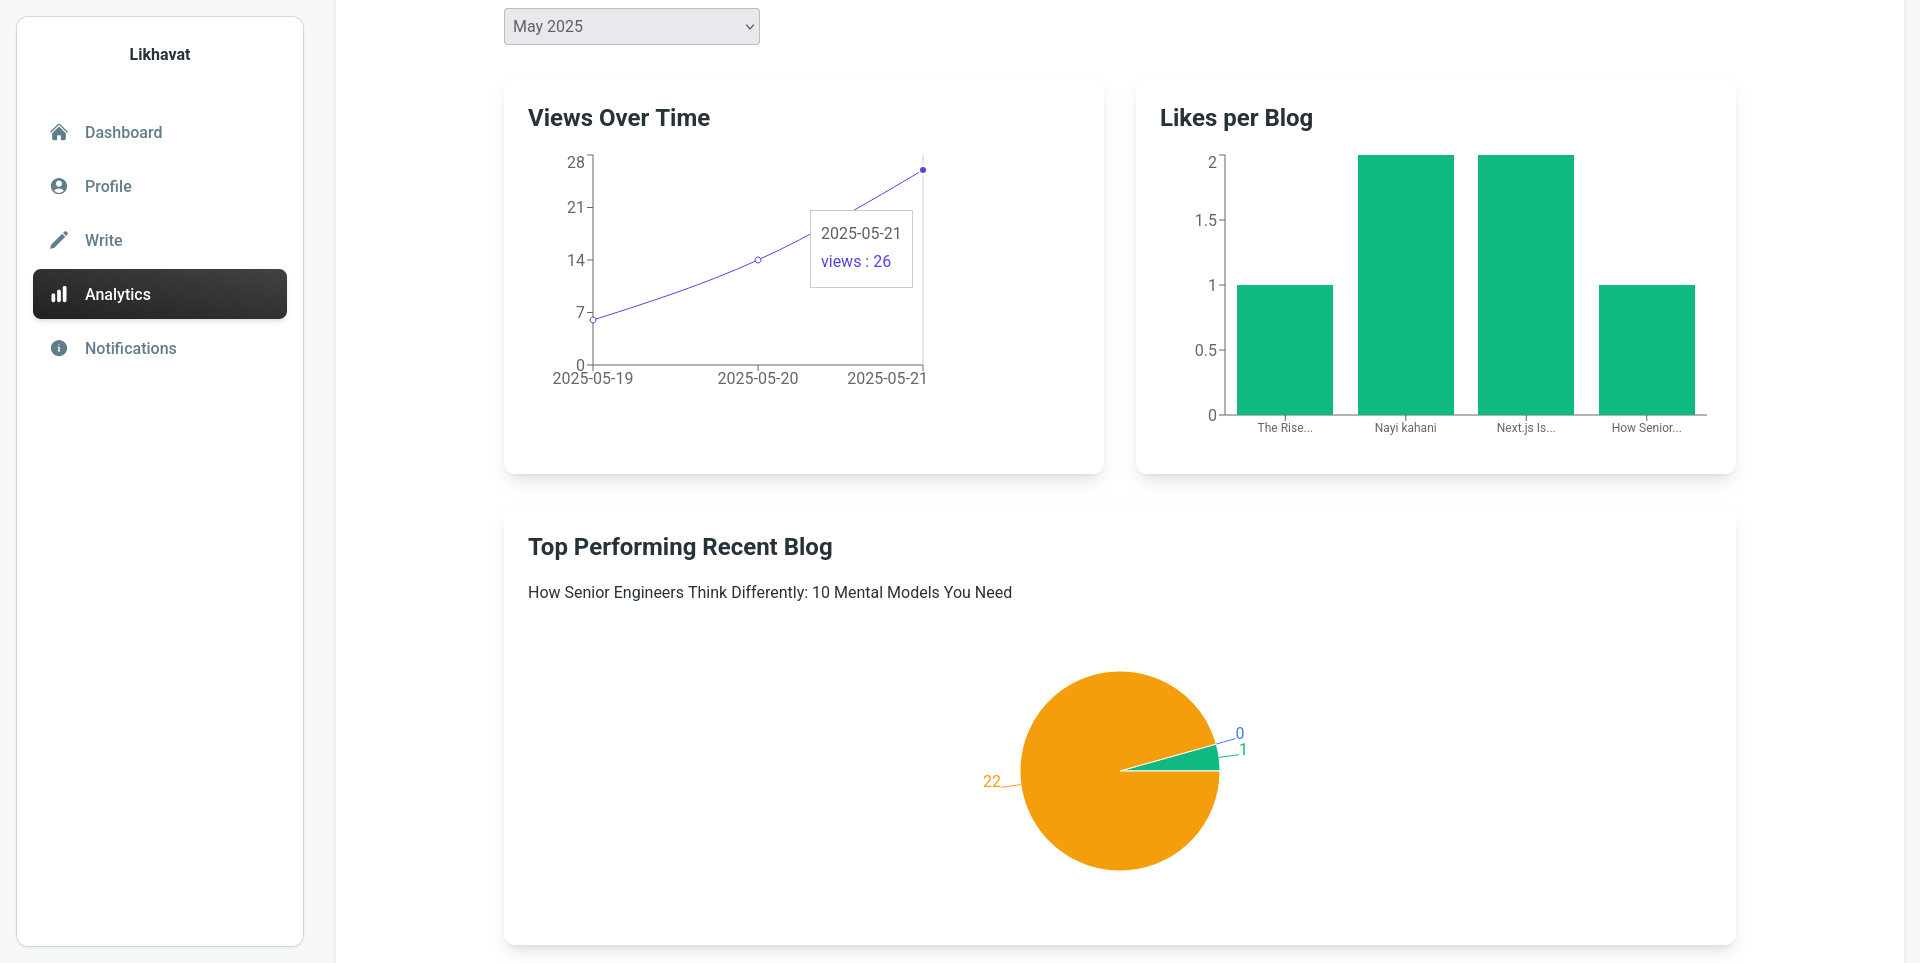 Likhavat
Dashboard
Profile
Write
Analytics
Notifications
May 2025
Views Over Time
28
21
14
7
0
2025-05-19
2025-05-20
2025-05-21
2025-05-21
views : 26
Likes per Blog
2
1.5
1
0.5
0
The Rise...
Nayi kahani
Next.js Is...
How Senior...
Top Performing Recent Blog
How Senior Engineers Think Differently: 10 Mental Models You Need
0
1
22